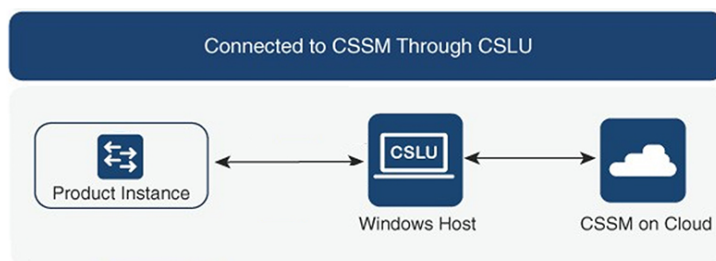 Connected to CSSM Through CSLU
CSLU
Product Instance
Windows Host
CSSM on Cloud